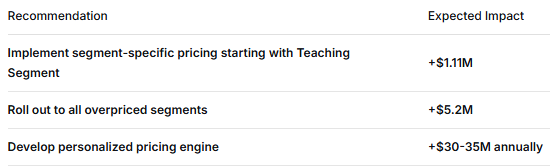 Recommendation Expected Impact
Implement segment-specific pricing starting with Teaching
Segment
+$1.11M
Roll out to all overpriced segments +$5.2M
Develop personalized pricing engine +$30-35M annually